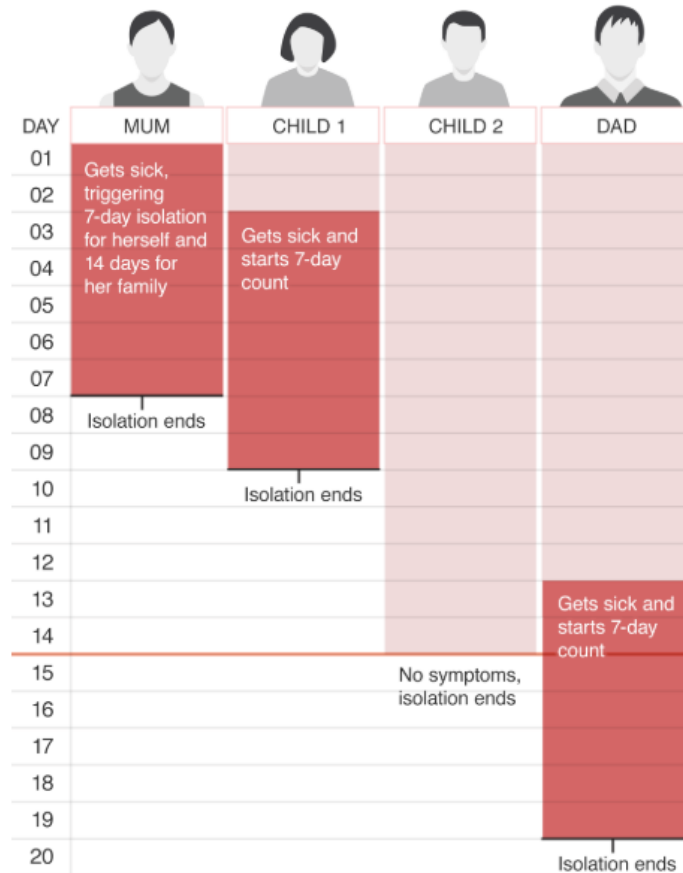 DAY MUM CHILD 1 CHILD 2 DAD
01
Gets sick,
triggering
7-day isolation
for herself and
14 days for
her family
02
03
Gets sick and
starts 7-day
count
04
05
06
07
08
Isolation ends
09
10
Isolation ends
11
12
13
Gets sick and
starts 7-day
count
14
15
No symptoms,
isolation ends
16
17
18
19
20
Isolation ends